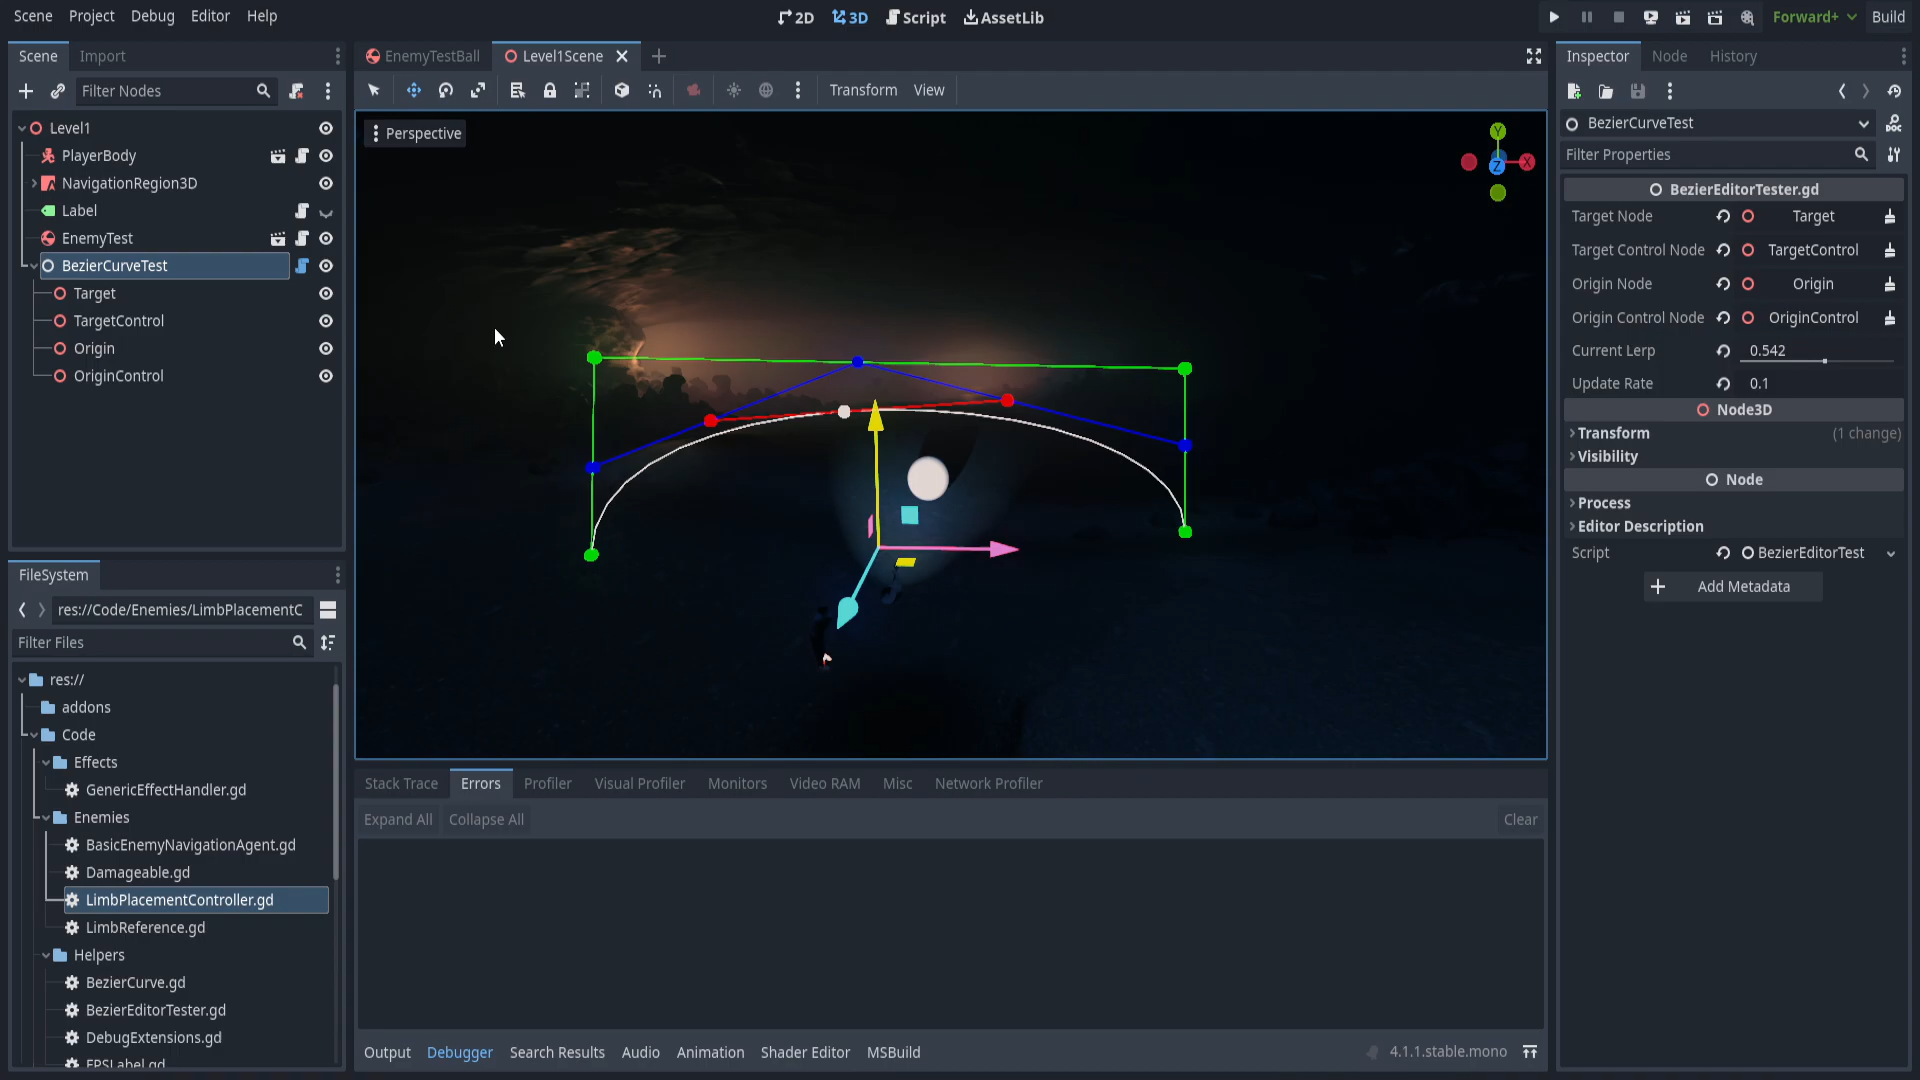 Scene Project Debug Editor Help
2D 3D Script AssetLib
Forward+ Build
Scene Import
Filter Nodes
Level1
PlayerBody
NavigationRegion3D
Label
EnemyTest
BezierCurveTest
Target
TargetControl
Origin
OriginControl
FileSystem
res://Code/Enemies/LimbPlacementC
Filter Files
res://
addons
Code
Effects
GenericEffectHandler.gd
Enemies
BasicEnemyNavigationAgent.gd
Damageable.gd
LimbPlacementController.gd
LimbReference.gd
Helpers
BezierCurve.gd
BezierEditorTester.gd
DebugExtensions.gd
FPSLabel.gd
EnemyTestBall Level1Scene
Transform View
Perspective
Y
X
Z
Stack Trace Errors Profiler Visual Profiler Monitors Video RAM Misc Network Profiler
Expand All Collapse All Clear
Output Debugger Search Results Audio Animation Shader Editor MSBuild 4.1.1.stable.mono
Inspector Node History
BezierCurveTest
DOC
Filter Properties
BezierEditorTester.gd
Target Node Target
Target Control Node TargetControl
Origin Node Origin
Origin Control Node OriginControl
Current Lerp 0.542
Update Rate 0.1
Node3D
Transform (1 change)
Visibility
Node
Process
Editor Description
Script BezierEditorTest
Add Metadata